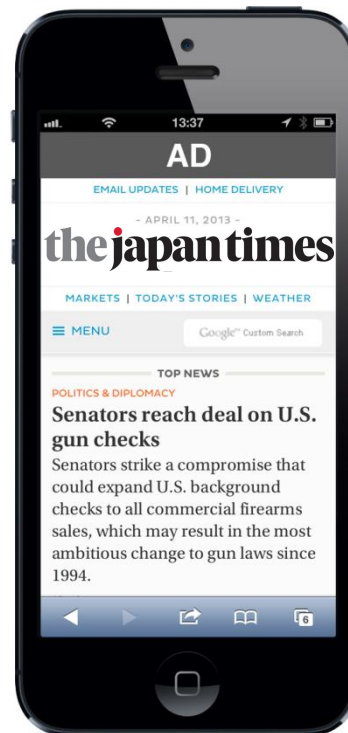 13:37
AD
EMAIL UPDATES | HOME DELIVERY
- APRIL 11, 2013 -
the japan times
MARKETS | TODAY'S STORIES | WEATHER
MENU
Google™ Custom Search
TOP NEWS
POLITICS & DIPLOMACY
Senators reach deal on U.S.
gun checks
Senators strike a compromise that
could expand U.S. background
checks to all commercial firearms
sales, which may result in the most
ambitious change to gun laws since
1994.
6